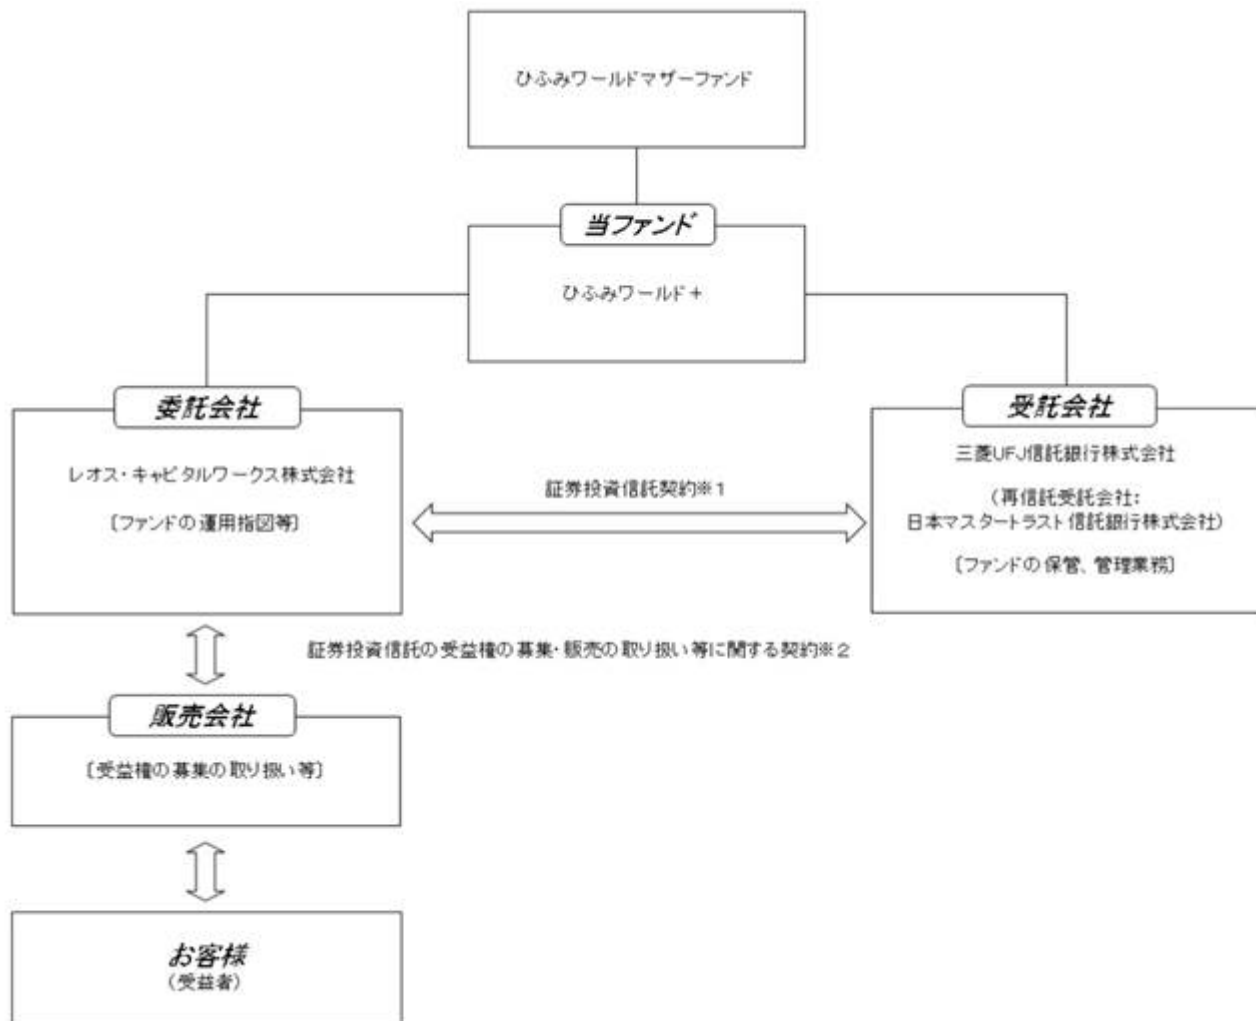 ひふみワールドマザーファンド
当ファンド
ひふみワールド＋
委託会社
レオス・キャピタルワークス株式会社
〔ファンドの運用指図等〕
証券投資信託契約※1
受託会社
三菱UFJ信託銀行株式会社
（再信託受託会社：
日本マスタートラスト信託銀行株式会社）
〔ファンドの保管、管理業務〕
証券投資信託の受益権の募集・販売の取り扱い等に関する契約※2
販売会社
〔受益権の募集の取り扱い等〕
お客様
（受益者）